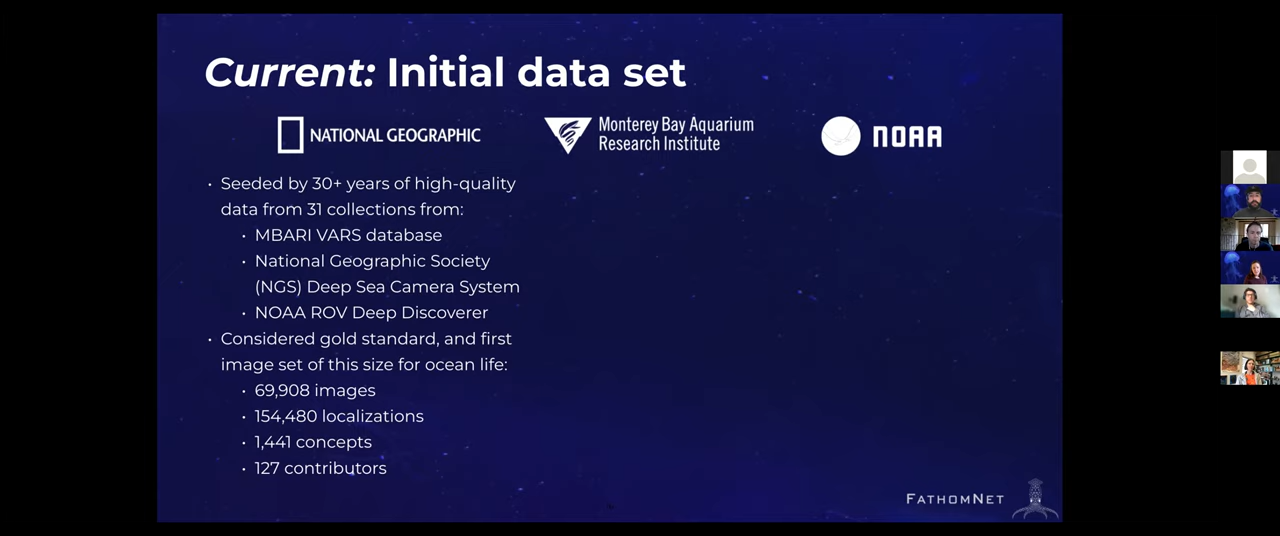 Current: Initial data set
NATIONAL GEOGRAPHIC
Monterey Bay Aquarium
Research Institute
NOAA
• Seeded by 30+ years of high-quality
data from 31 collections from:
• MBARI VARS database
• National Geographic Society
(NGS) Deep Sea Camera System
• NOAA ROV Deep Discoverer
• Considered gold standard, and first
image set of this size for ocean life:
• 69,908 images
• 154,480 localizations
• 1,441 concepts
• 127 contributors
FATHOMNET